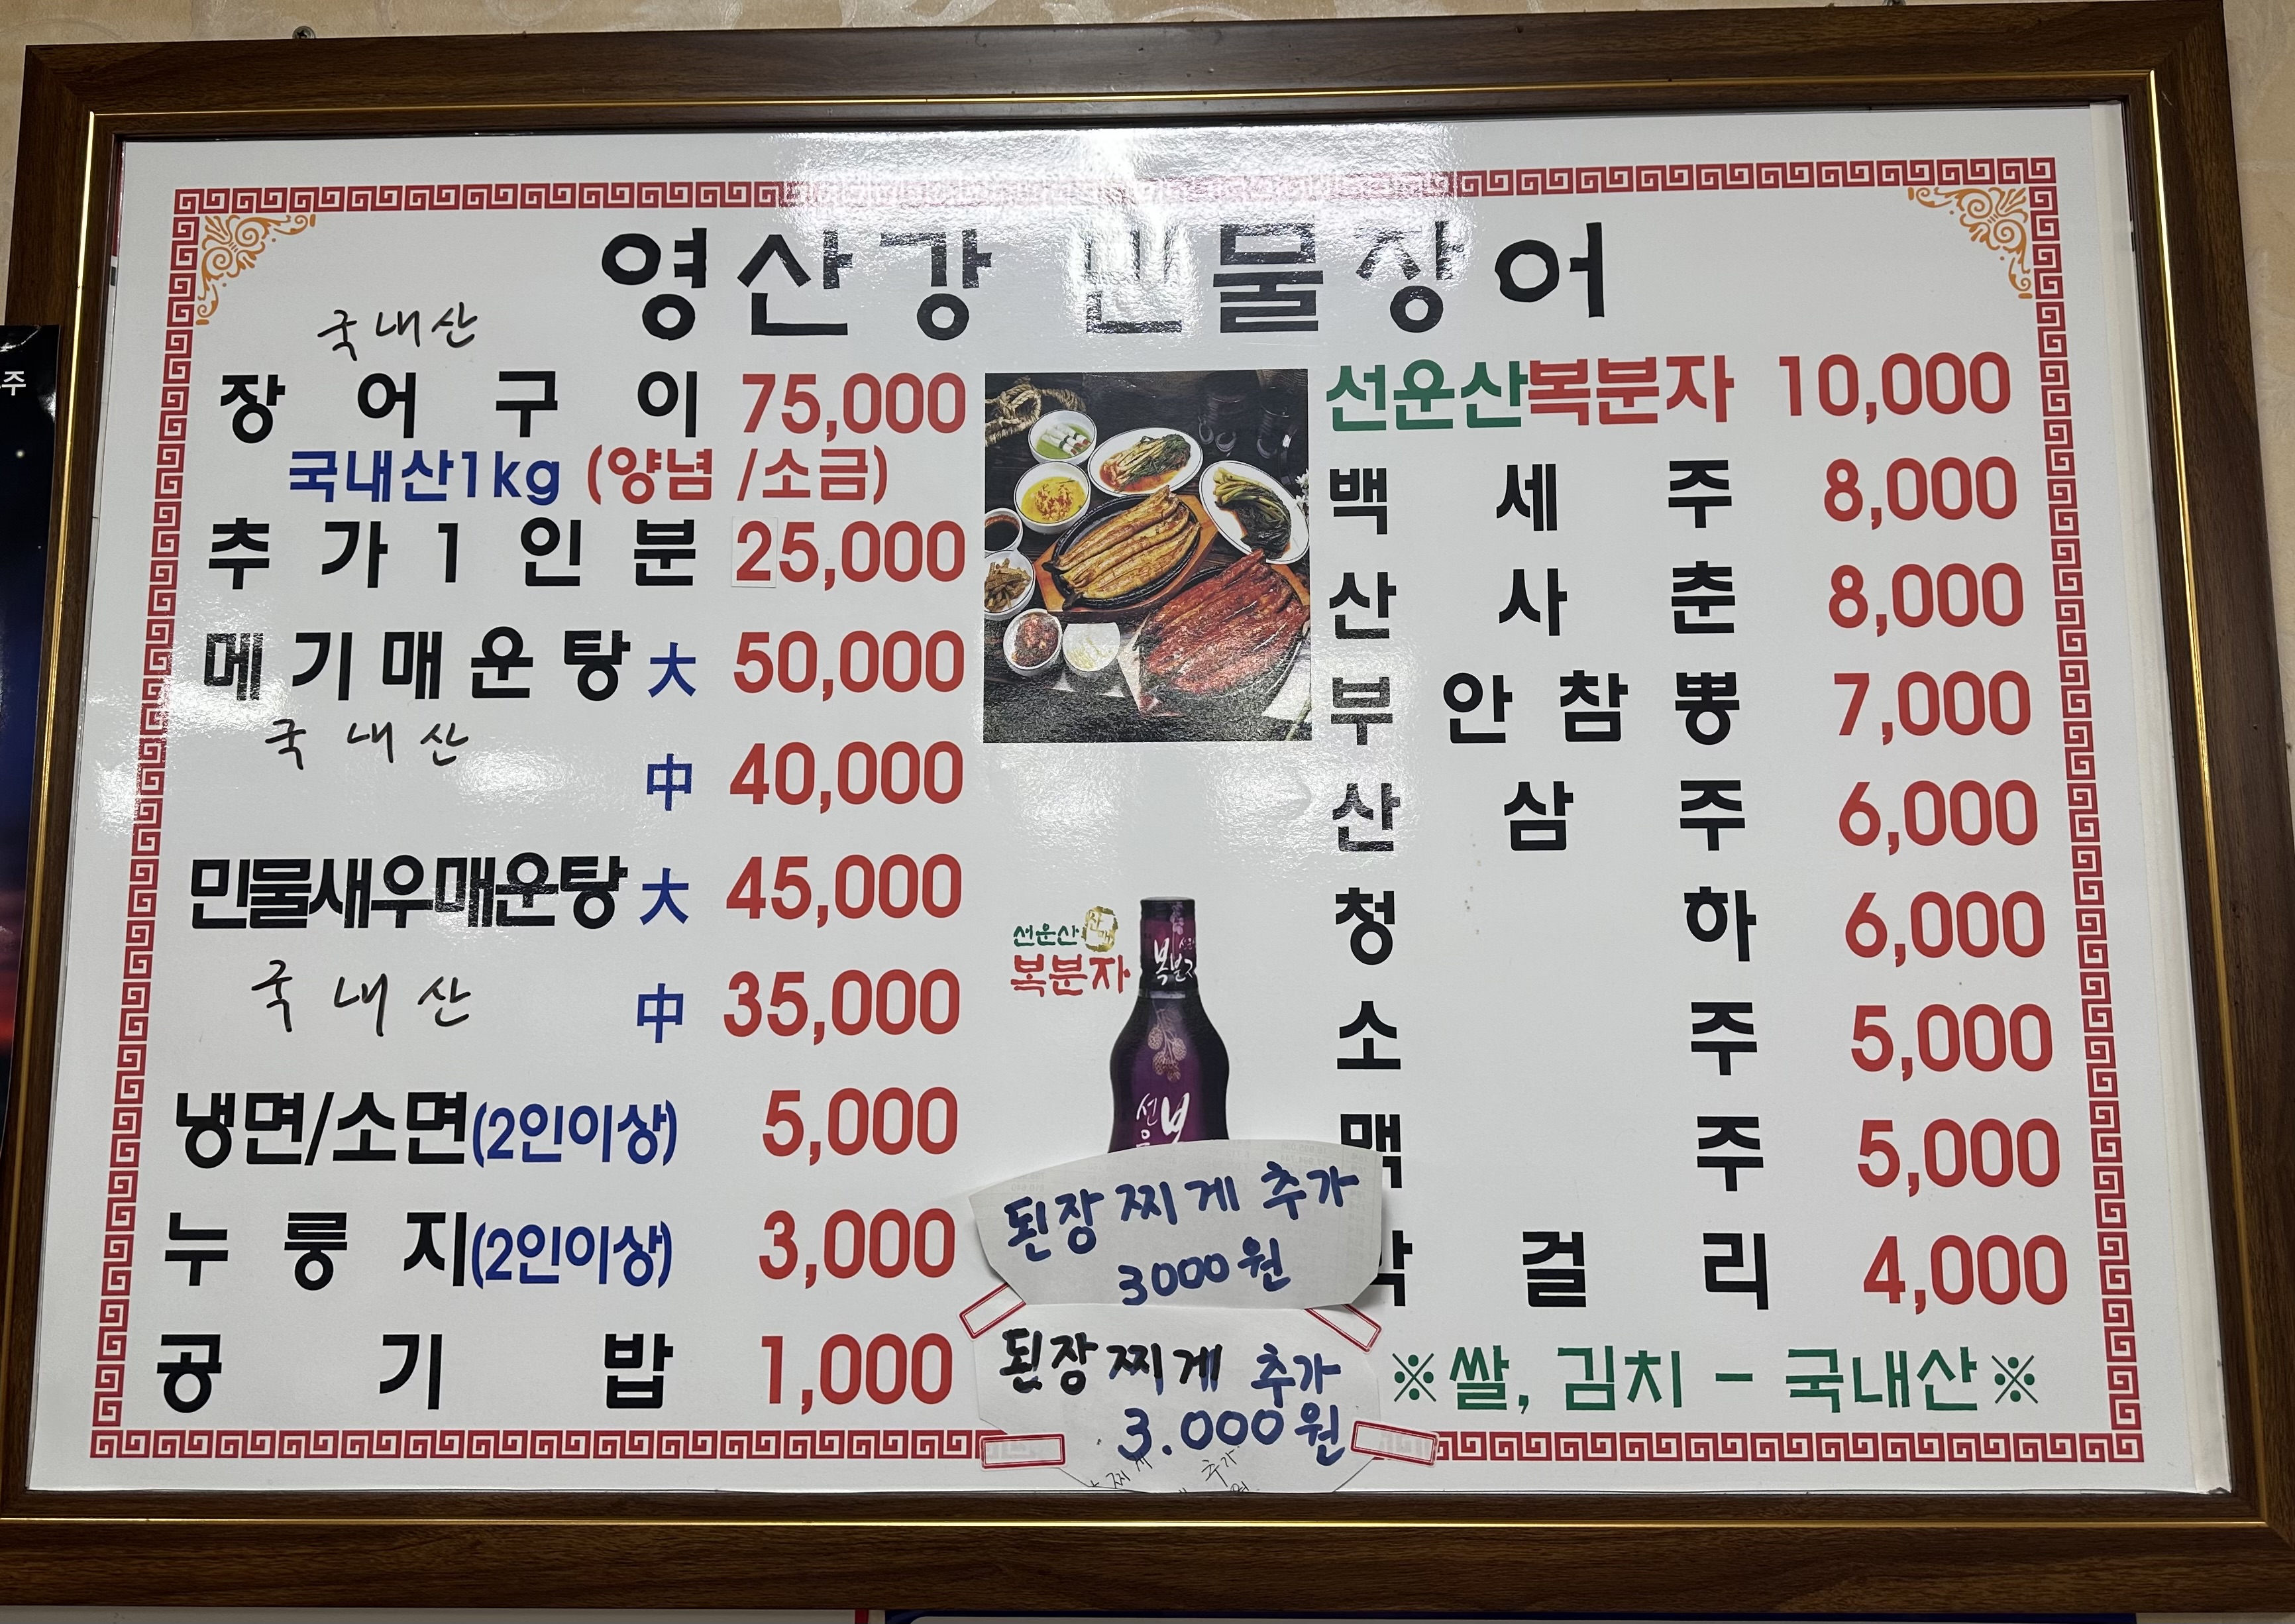 영산강 민물장어
국내산
장어구이 75,000
국내산1kg (양념/소금)
추가1인분 25,000
메기매운탕 大 50,000
국내산
中 40,000
민물새우매운탕 大 45,000
국내산
中 35,000
냉면/소면(2인이상) 5,000
누룽지(2인이상) 3,000
공기밥 1,000
선운산
복분자
복분자
된장찌게 추가
3000원
된장찌게 추가
3.000원
추가
선운산복분자 10,000
백세주 8,000
산사춘 8,000
부안참뽕 7,000
산삼주 6,000
청하 6,000
소주 5,000
맥주 5,000
막걸리 4,000
※쌀, 김치 - 국내산※
주